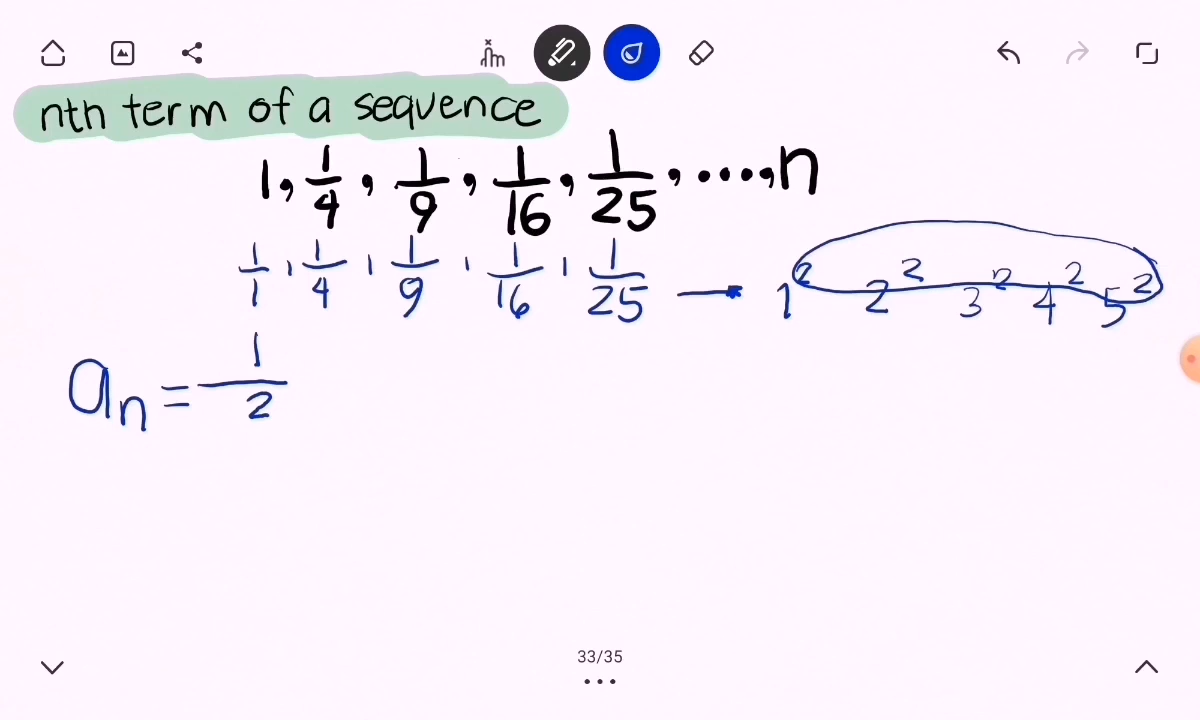 nth term of a sequence
1, 1/4, 1/9, 1/16, 1/25, ....,n
1/1, 1/4, 1/9, 1/16, 1/25 → 1² 2² 3² 4² 5²
aₙ = 1/2
33/35